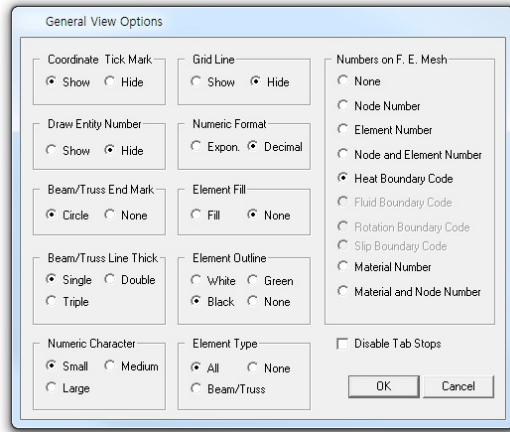 General View Options
Coordinate Tick Mark
Show Hide
Draw Entity Number
Show Hide
Beam/Truss End Mark
Circle None
Beam/Truss Line Thick
Single Double
Triple
Numeric Character
Small Medium
Large
Grid Line
Show Hide
Numeric Format
Expon. Decimal
Element Fill
Fill None
Element Outline
White Green
Black None
Element Type
All None
Beam/Truss
Numbers on F. E. Mesh
None
Node Number
Element Number
Node and Element Number
Heat Boundary Code
Fluid Boundary Code
Rotation Boundary Code
Slip Boundary Code
Material Number
Material and Node Number
Disable Tab Stops
OK Cancel